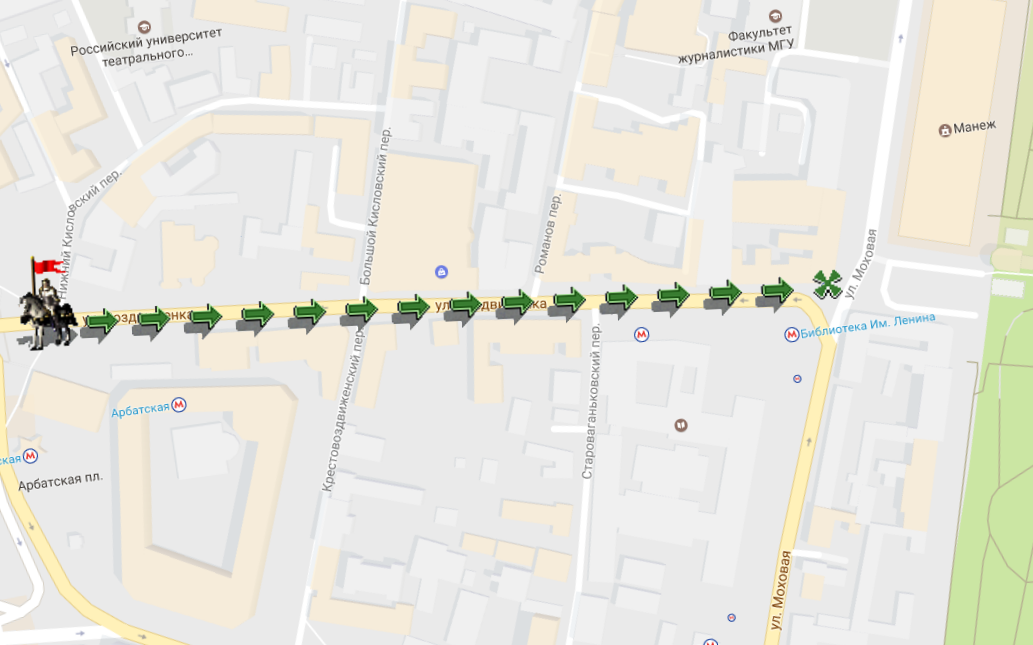 Российский университет
театрального...
Факультет
журналистики МГУ
Манеж
Нижний Кисловский пер.
Большой Кисловский пер.
Романов пер.
ул. Моховая
Библиотека Им. Ленина
Крестовоздвиженский пер.
Староваганьковский пер.
Арбатская
Арбатская пл.
ул. Моховая